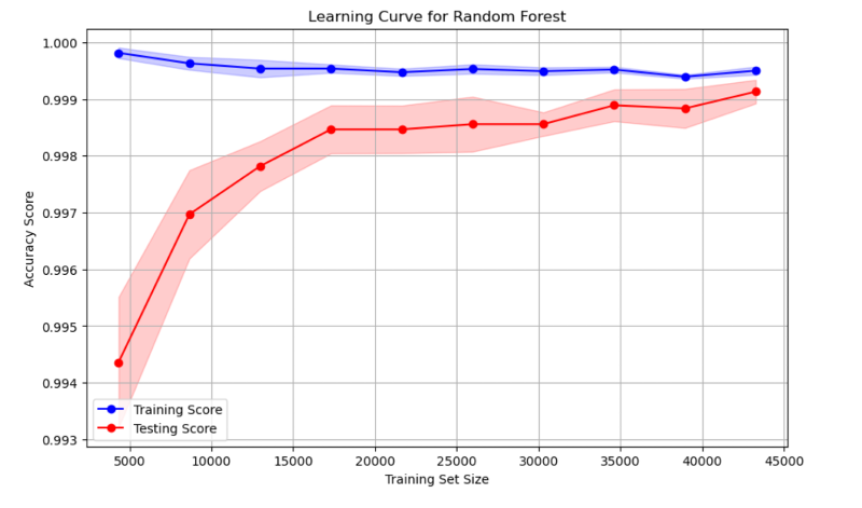 Learning Curve for Random Forest
1.000
0.999
0.998
0.997
0.996
0.995
0.994
0.993
Accuracy Score
Training Score
Testing Score
5000 10000 15000 20000 25000 30000 35000 40000 45000
Training Set Size